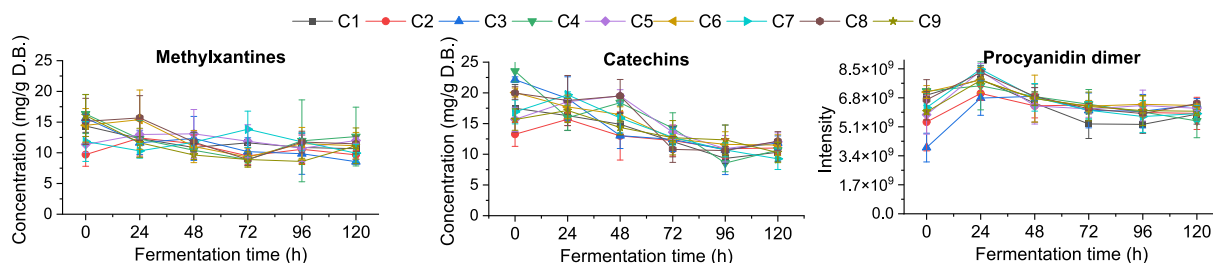 C1 C2 C3 C4 C5 C6 C7 C8 C9
Methylxantines
Concentration (mg/g D.B.)
25
20
15
10
5
0
0 24 48 72 96 120
Fermentation time (h)
Catechins
Concentration (mg/g D.B.)
25
20
15
10
5
0
0 24 48 72 96 120
Fermentation time (h)
Procyanidin dimer
Intensity
8.5×10⁹
6.8×10⁹
5.1×10⁹
3.4×10⁹
1.7×10⁹
0.0
0 24 48 72 96 120
Fermentation time (h)